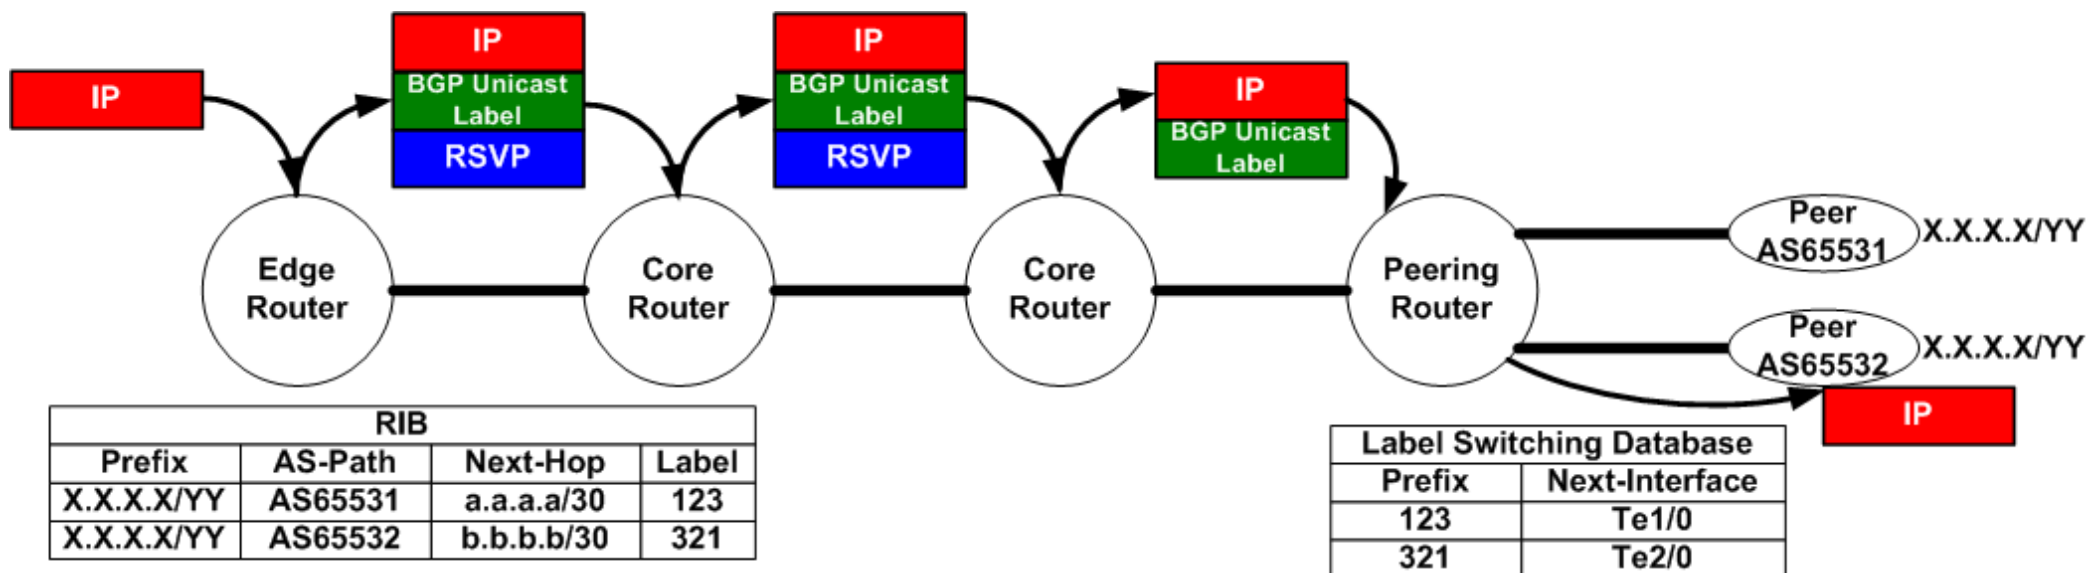 IP
IP
BGP Unicast
Label
RSVP
IP
BGP Unicast
Label
RSVP
IP
BGP Unicast
Label
Edge
Router
Core
Router
Core
Router
Peering
Router
Peer
AS65531
X.X.X.X/YY
Peer
AS65532
X.X.X.X/YY
IP
RIB
Prefix AS-Path Next-Hop Label
X.X.X.X/YY AS65531 a.a.a.a/30 123
X.X.X.X/YY AS65532 b.b.b.b/30 321
Label Switching Database
Prefix Next-Interface
123 Te1/0
321 Te2/0